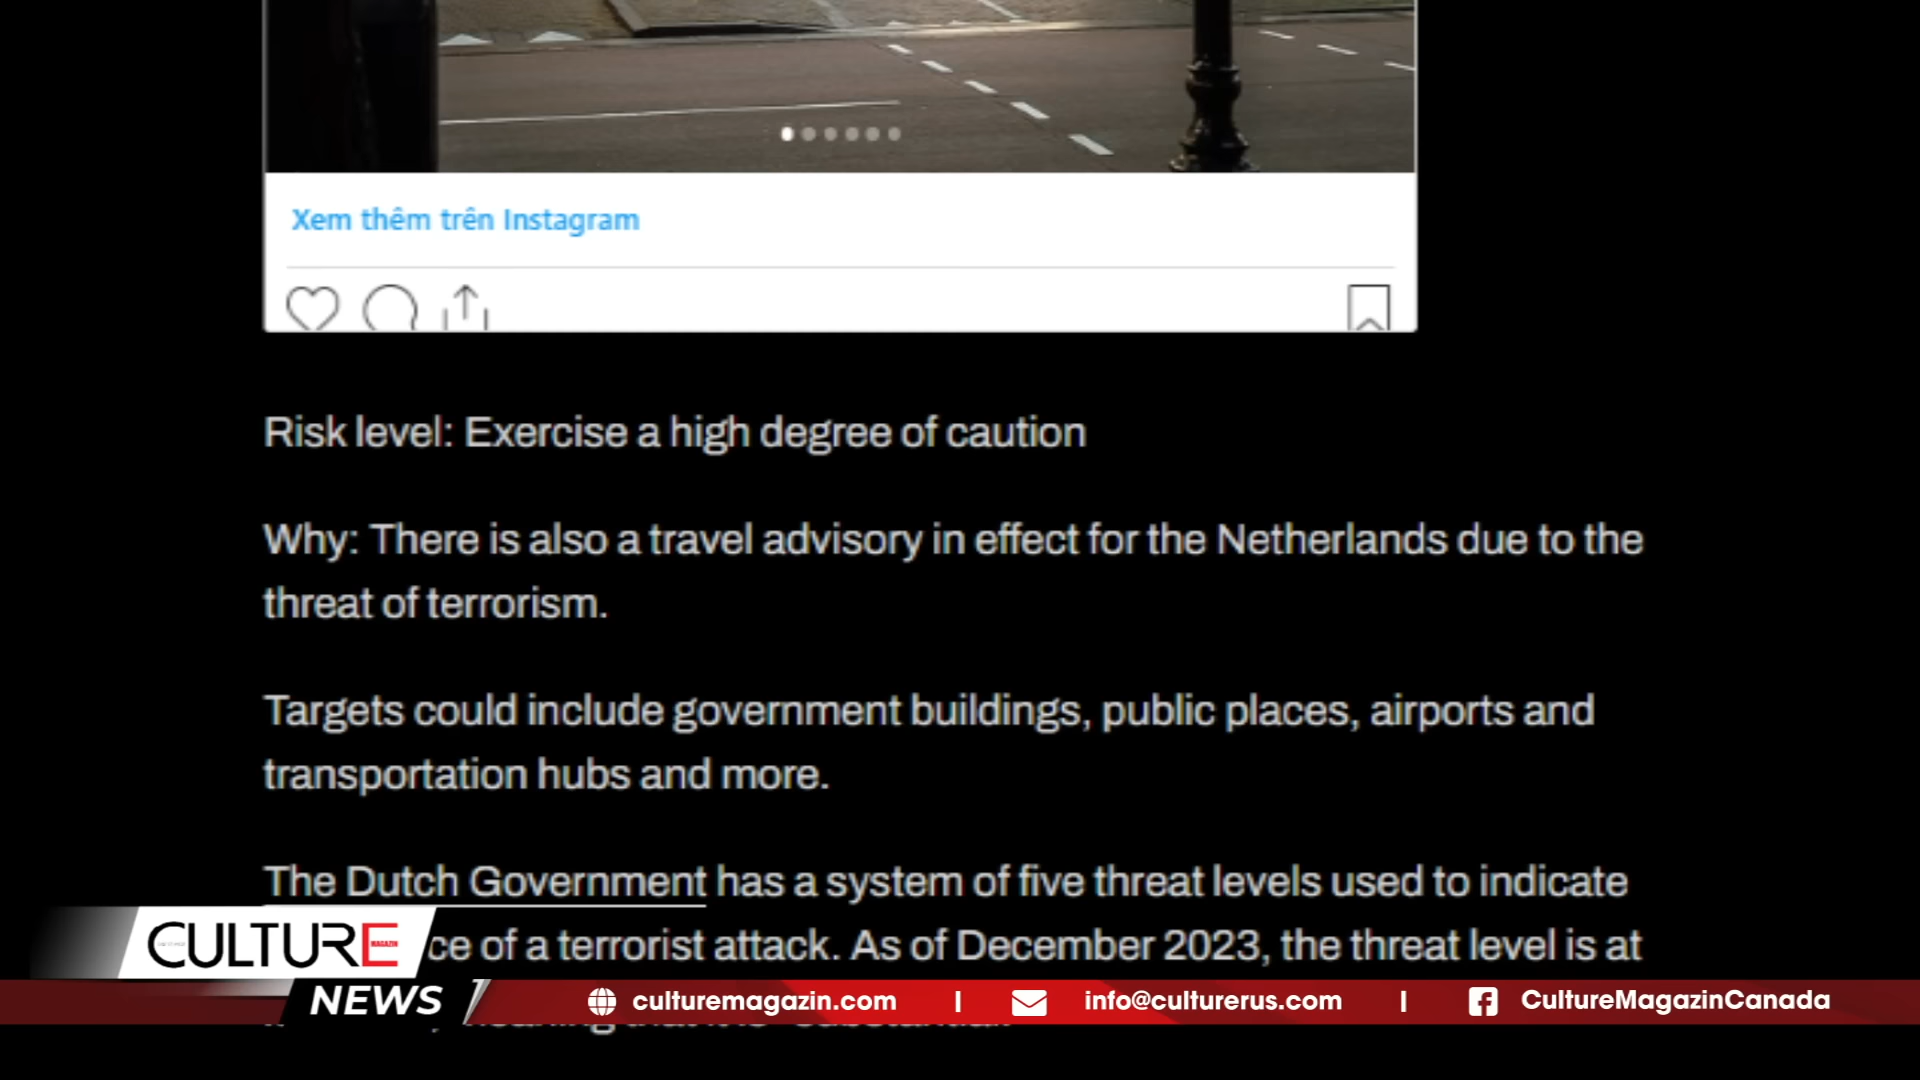 Xem thêm trên Instagram
Risk level: Exercise a high degree of caution
Why: There is also a travel advisory in effect for the Netherlands due to the
threat of terrorism.
Targets could include government buildings, public places, airports and
transportation hubs and more.
The Dutch Government has a system of five threat levels used to indicate
ce of a terrorist attack. As of December 2023, the threat level is at
CULTURE
MAGAZIN
NEWS
culturemagazin.com | info@culturerus.com | CultureMagazinCanada